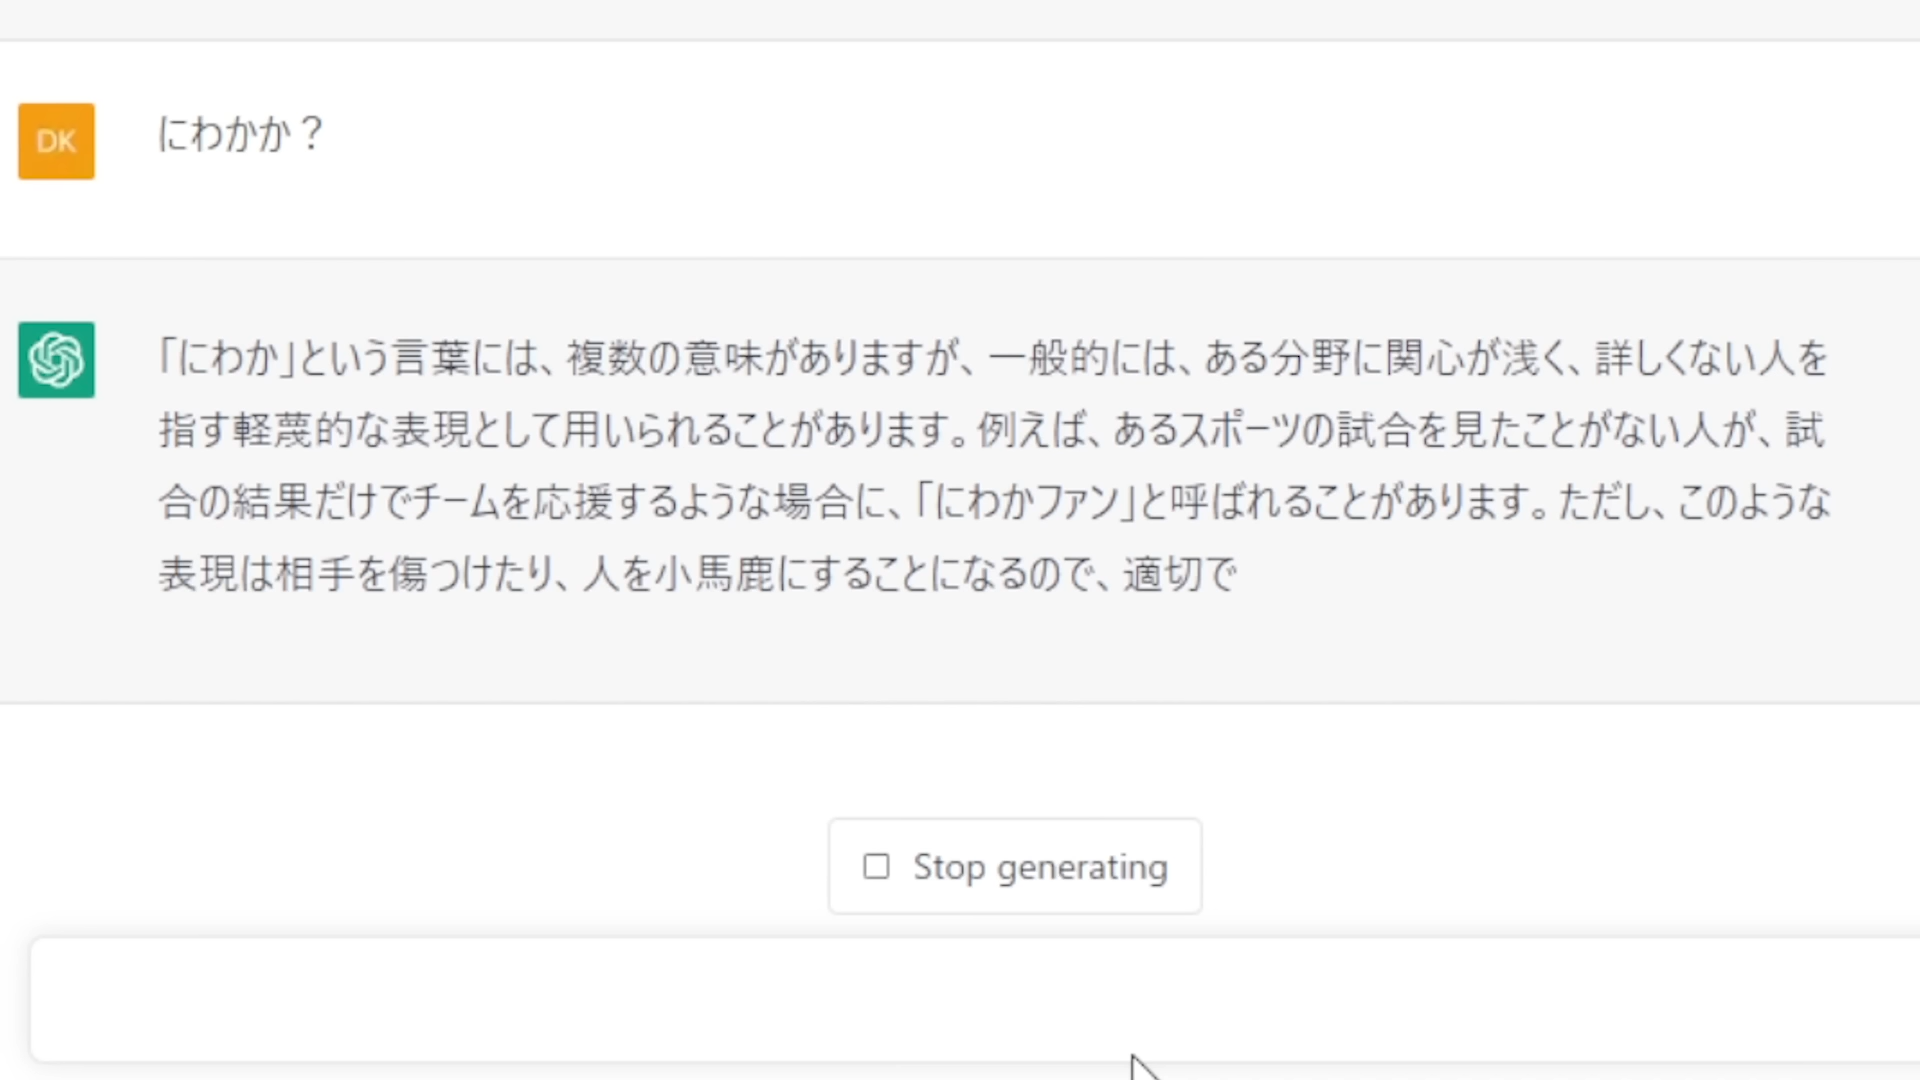 DK
にわかか？
「にわか」という言葉には、複数の意味がありますが、一般的には、ある分野に関心が浅く、詳しくない人を
指す軽蔑的な表現として用いられることがあります。例えば、あるスポーツの試合を見たことがない人が、試
合の結果だけでチームを応援するような場合に、「にわかファン」と呼ばれることがあります。ただし、このような
表現は相手を傷つけたり、人を小馬鹿にすることになるので、適切で
Stop generating